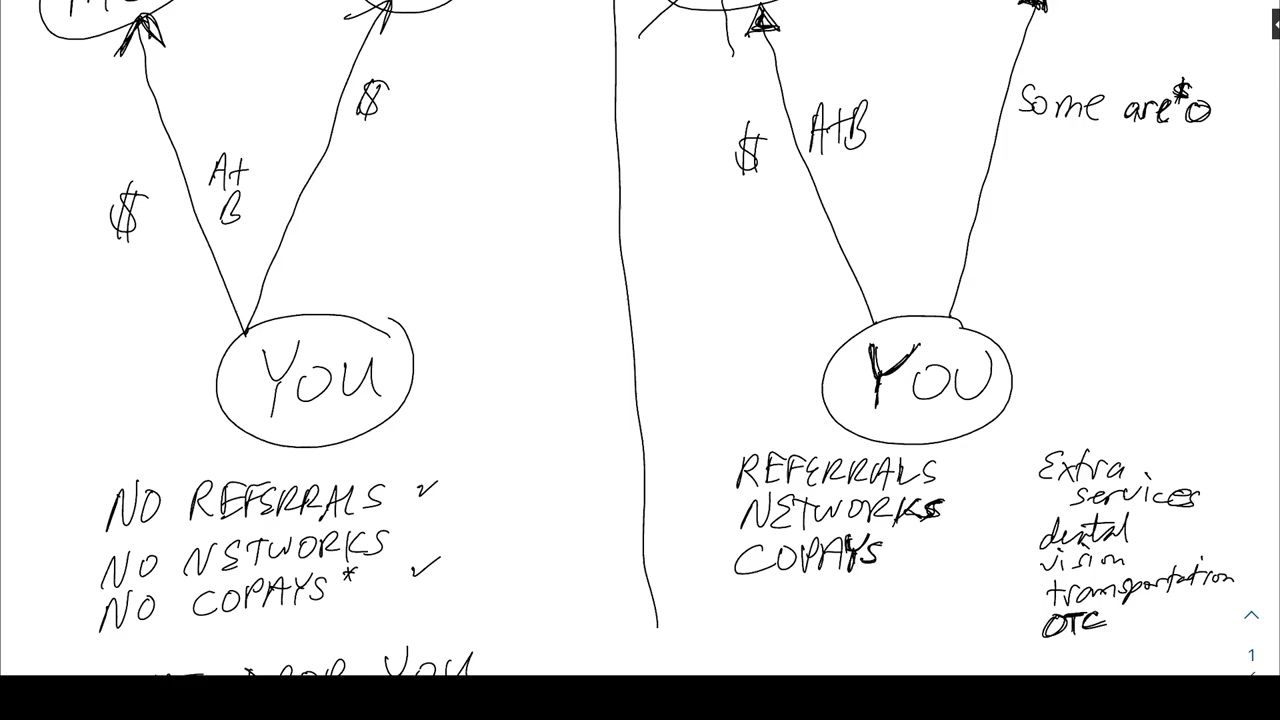 $
A+
B
$
YOU
NO REFERRALS ✓
NO NETWORKS
NO COPAYS* ✓
YOU
$
A+B
Some are $0
YOU
REFERRALS
NETWORKS
COPAYS
Extra
services
dental
vision
transportation
OTC
1